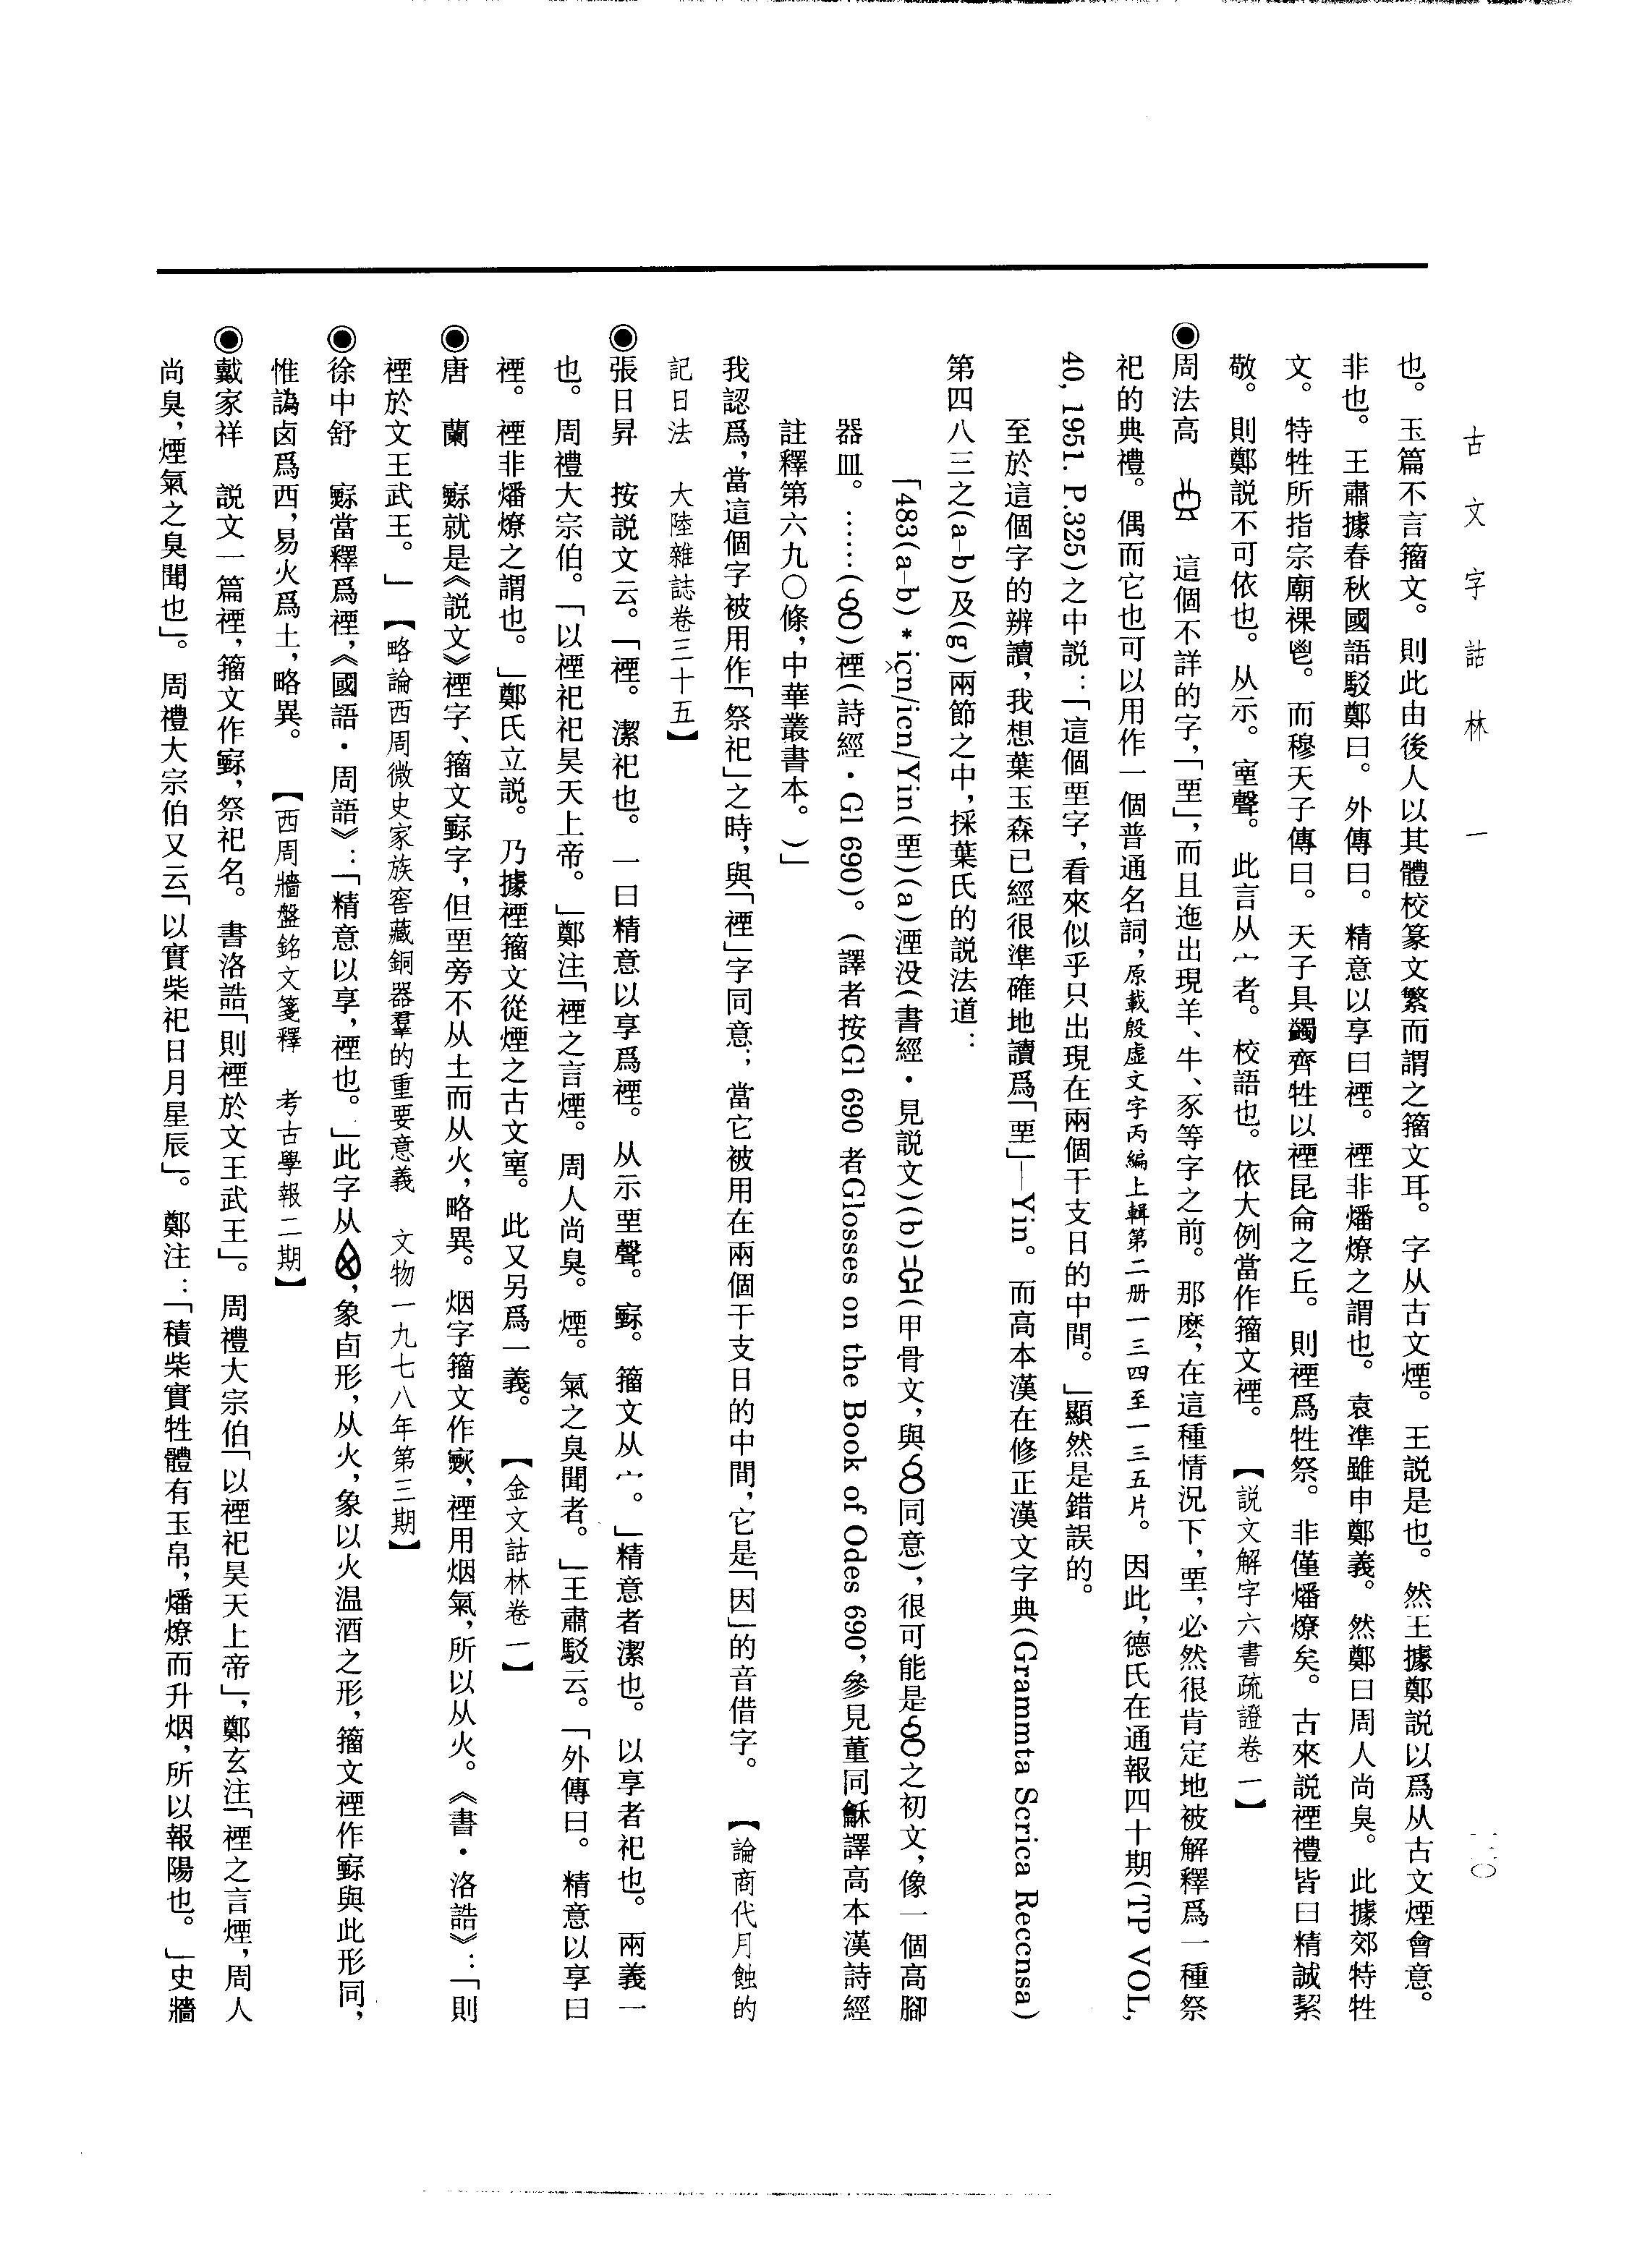 古文字詁林　一
一二〇
也。玉篇不言籀文。則此由後人以其體校篆文繁而謂之籀文耳。字从古文煙。王説是也。然王據鄭説以爲从古文煙會意。
非也。王肅據春秋國語駁鄭曰。外傳曰。精意以享曰禋。禋非燔燎之謂也。袁準雖申鄭義。然鄭曰周人尚臭。此據郊特牲
文。特牲所指宗廟祼鬯。而穆天子傳曰。天子具蠲齊牲以禋昆侖之丘。則禋爲牲祭。非僅燔燎矣。古來説禋禮皆曰精誠絜
敬。則鄭説不可依也。从示。𡫼聲。此言从宀者。校語也。依大例當作籀文禋。【説文解字六書疏證卷一】
◉周法高　這個不詳的字，「垔」，而且迤出現羊、牛、豕等字之前。那麽，在這種情況下，垔，必然很肯定地被解釋爲一種祭
祀的典禮。偶而它也可以用作一個普通名詞，原載殷虚文字丙編上輯第二册一三四至一三五片。因此，德氏在通報四十期(TP VOL,
40, 1951. P.325)之中説：「這個垔字，看來似乎只出現在兩個干支日的中間。」顯然是錯誤的。
至於這個字的辨讀，我想葉玉森已經很準確地讀爲「垔」—Yin。而高本漢在修正漢文字典(Grammta Scrica Reccnsa)
第四八三之(a–b)及(g)兩節之中，採葉氏的説法道：
「483(a–b)*icn/icn/Yin(垔)(a)湮没(書經・見説文)(b)(甲骨文，與同意)，很可能是之初文，像一個高腳
器皿。……()禋(詩經・Gl 690)。(譯者按Gl 690 者Glosses on the Book of Odes 690，參見董同龢譯高本漢詩經
註釋第六九〇條，中華叢書本。)」
我認爲，當這個字被用作「祭祀」之時，與「禋」字同意；當它被用在兩個干支日的中間，它是「因」的音借字。【論商代月蝕的
記日法　大陸雜誌卷三十五】
◉張日昇　按説文云。「禋。潔祀也。一曰精意以享爲禋。从示垔聲。𥨍。籀文从宀。」精意者潔也。以享者祀也。兩義一
也。周禮大宗伯。「以禋祀祀昊天上帝。」鄭注「禋之言煙。周人尚臭。煙。氣之臭聞者。」王肅駁云。「外傳曰。精意以享曰
禋。禋非燔燎之謂也。」鄭氏立説。乃據禋籀文從煙之古文𡫼。此又另爲一義。【金文詁林卷一】
◉唐　蘭　𥨍就是《説文》禋字、籀文𥨍字，但垔旁不从土而从火，略異。烟字籀文作，禋用烟氣，所以从火。《書・洛誥》：「則
禋於文王武王。」【略論西周微史家族窖藏銅器羣的重要意義　文物一九七八年第三期】
◉徐中舒　𥨍當釋爲禋，《國語・周語》：「精意以享，禋也。」此字从，象卣形，从火，象以火温酒之形，籀文禋作𥨍與此形同，
惟譌卤爲西，易火爲土，略異。【西周牆盤銘文箋釋　考古學報二期】
◉戴家祥　説文一篇禋，籀文作𥨍，祭祀名。書洛誥「則禋於文王武王」。周禮大宗伯「以禋祀昊天上帝」，鄭玄注「禋之言煙，周人
尚臭，煙氣之臭聞也」。周禮大宗伯又云「以實柴祀日月星辰」。鄭注：「積柴實牲體有玉帛，燔燎而升烟，所以報陽也。」史牆